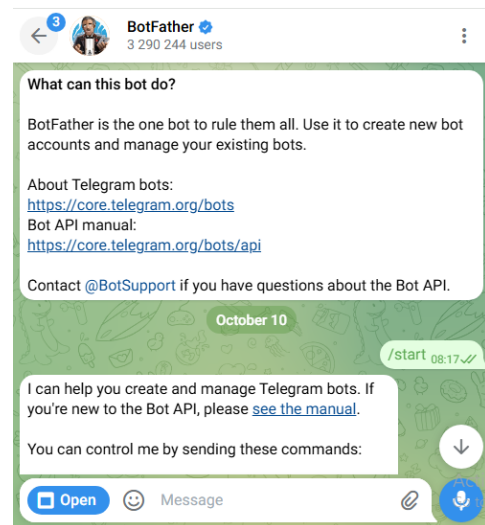 3
BotFather
3 290 244 users
What can this bot do?
BotFather is the one bot to rule them all. Use it to create new bot
accounts and manage your existing bots.
About Telegram bots:
https://core.telegram.org/bots
Bot API manual:
https://core.telegram.org/bots/api
Contact @BotSupport if you have questions about the Bot API.
October 10
/start 08:17
I can help you create and manage Telegram bots. If
you're new to the Bot API, please see the manual.
You can control me by sending these commands:
Open
Message